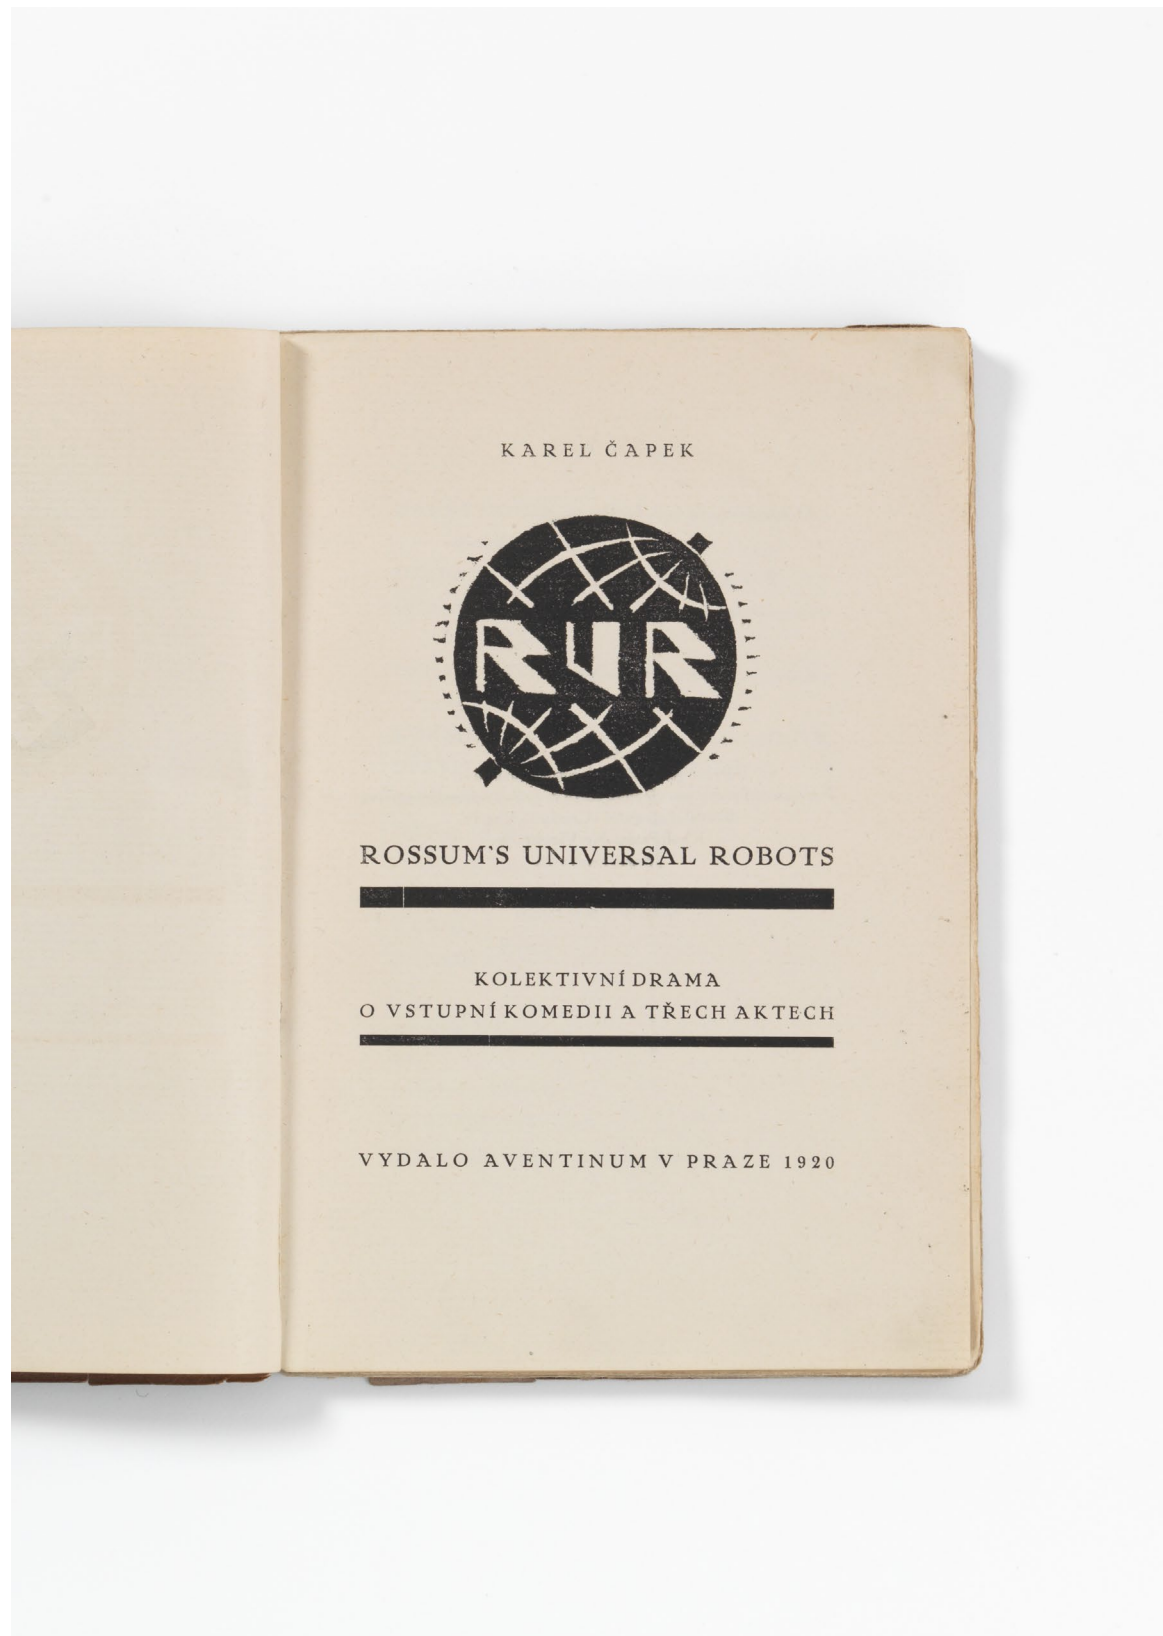 KAREL ČAPEK
RUR
ROSSUM'S UNIVERSAL ROBOTS
KOLEKTIVNÍ DRAMA
O VSTUPNÍ KOMEDII A TŘECH AKTECH
VYDALO AVENTINUM V PRAZE 1920